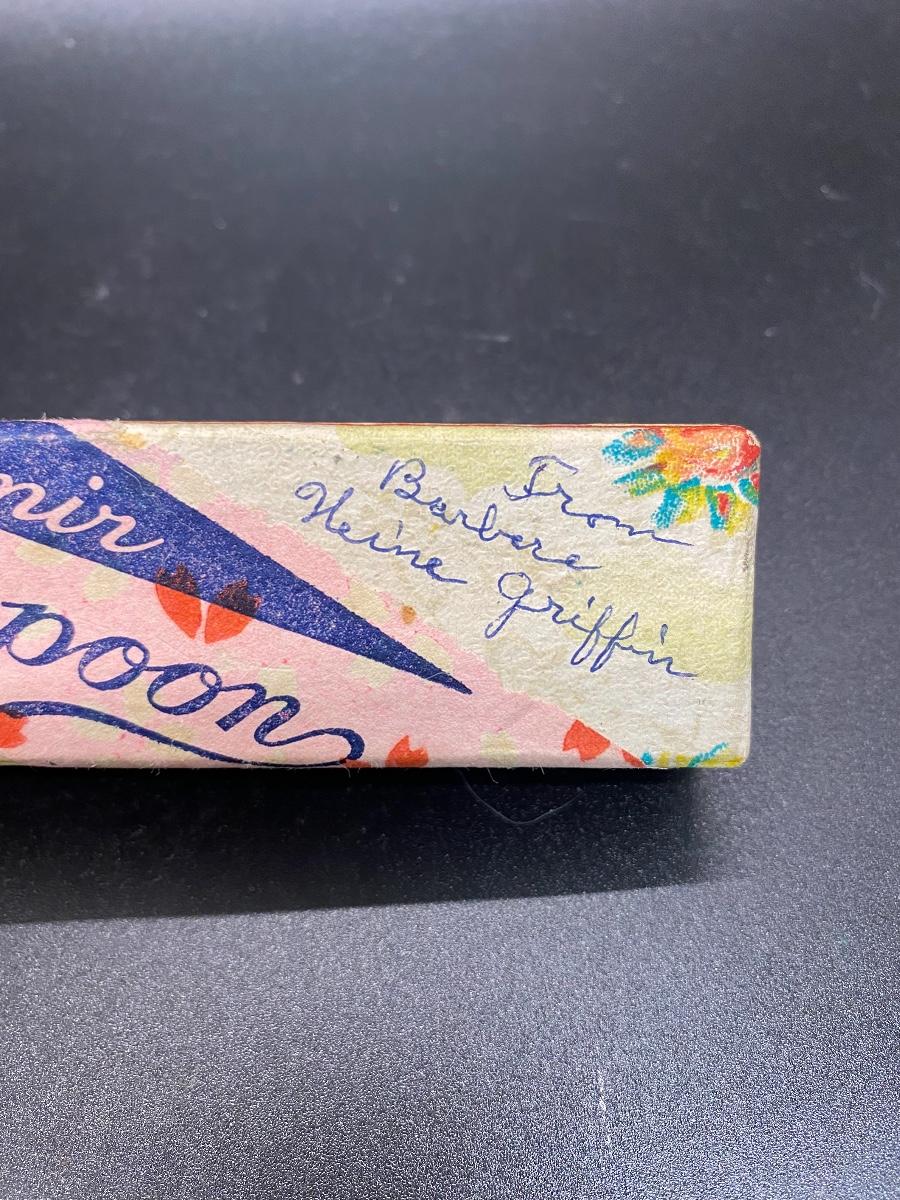 nir
poon
From
Barbara
Heine Griffin